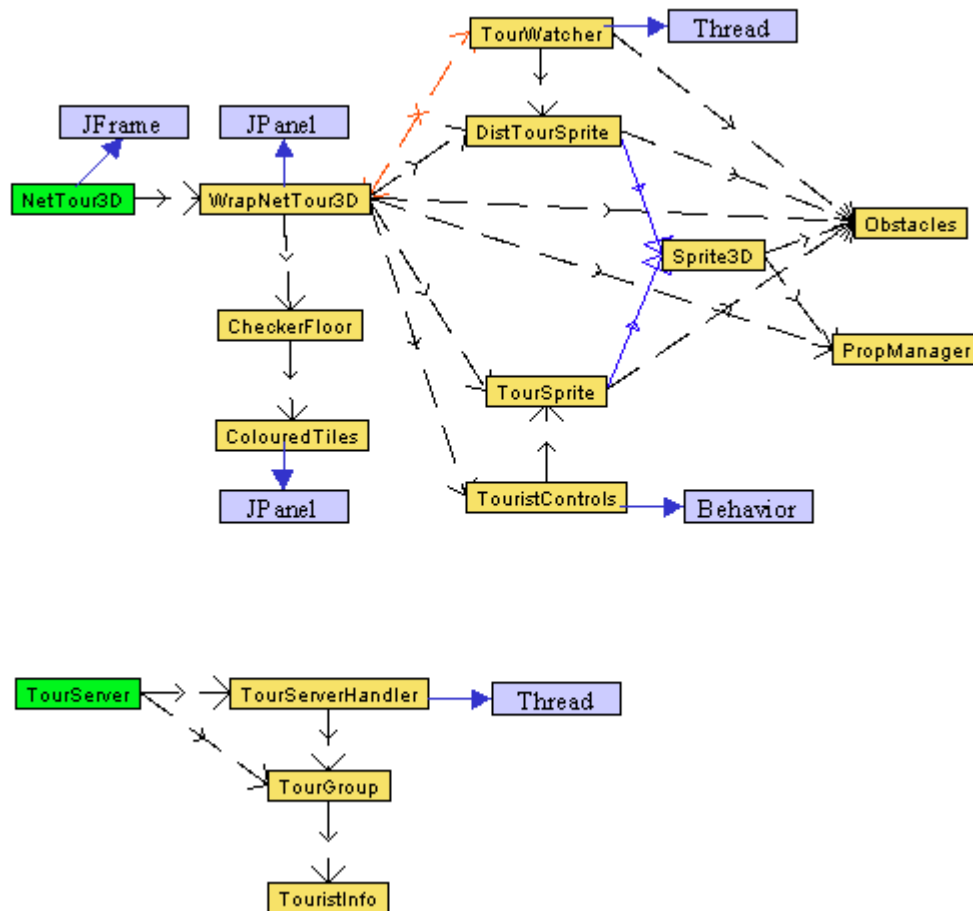 TourWatcher
Thread
JFrame
JPanel
DistTourSprite
NetTour3D
WrapNetTour3D
Obstacles
Sprite3D
CheckerFloor
PropManager
TourSprite
ColouredTiles
JPanel
TouristControls
Behavior
TourServer
TourServerHandler
Thread
TourGroup
TouristInfo